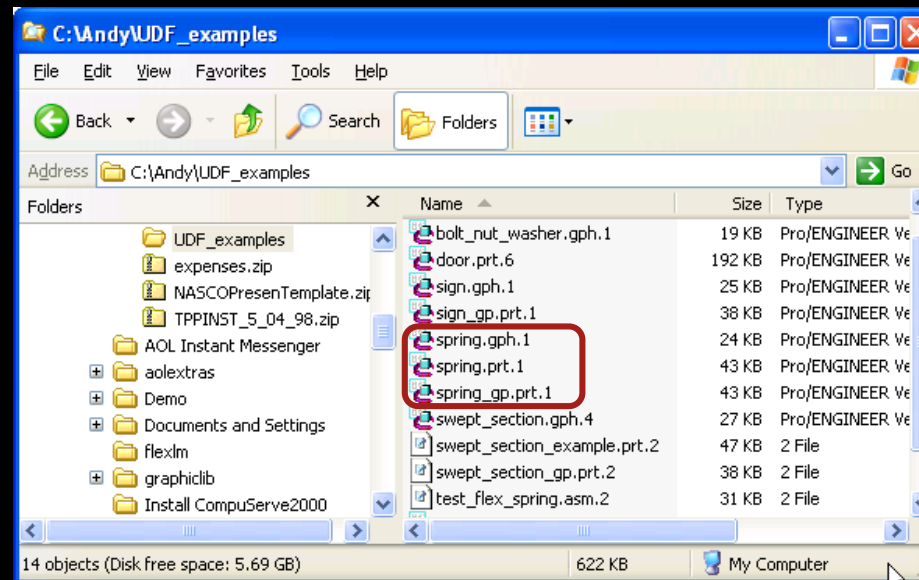 C:\Andy\UDF_examples
File Edit View Favorites Tools Help
Back Search Folders
Address C:\Andy\UDF_examples Go
Folders
UDF_examples
expenses.zip
NASCOPresenTemplate.zip
TPPINST_5_04_98.zip
AOL Instant Messenger
aolextras
Demo
Documents and Settings
flexlm
graphiclib
Install CompuServe2000
Name Size Type
bolt_nut_washer.gph.1 19 KB Pro/ENGINEER Ve
door.prt.6 192 KB Pro/ENGINEER Ve
sign.gph.1 25 KB Pro/ENGINEER Ve
sign_gp.prt.1 38 KB Pro/ENGINEER Ve
spring.gph.1 24 KB Pro/ENGINEER Ve
spring.prt.1 43 KB Pro/ENGINEER Ve
spring_gp.prt.1 43 KB Pro/ENGINEER Ve
swept_section.gph.4 27 KB Pro/ENGINEER Ve
swept_section_example.prt.2 47 KB 2 File
swept_section_gp.prt.2 38 KB 2 File
test_flex_spring.asm.2 31 KB 2 File
14 objects (Disk free space: 5.69 GB) 622 KB My Computer